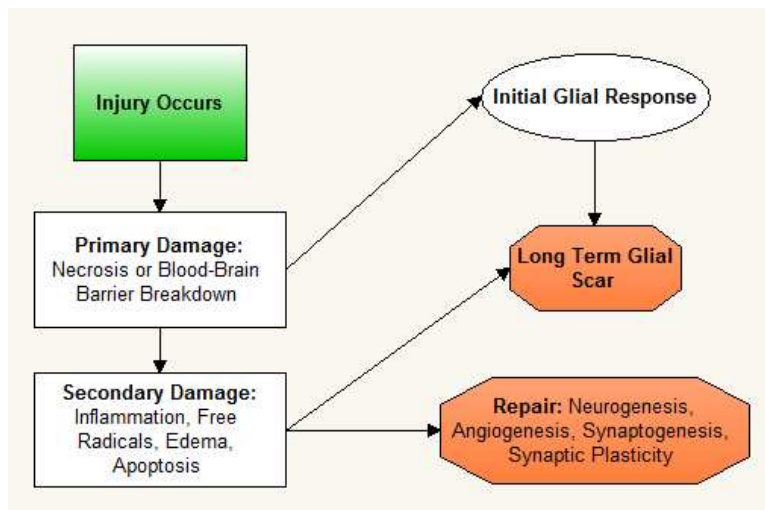 Injury Occurs
Initial Glial Response
Primary Damage:
Necrosis or Blood-Brain
Barrier Breakdown
Long Term Glial
Scar
Secondary Damage:
Inflammation, Free
Radicals, Edema,
Apoptosis
Repair: Neurogenesis,
Angiogenesis, Synaptogenesis,
Synaptic Plasticity